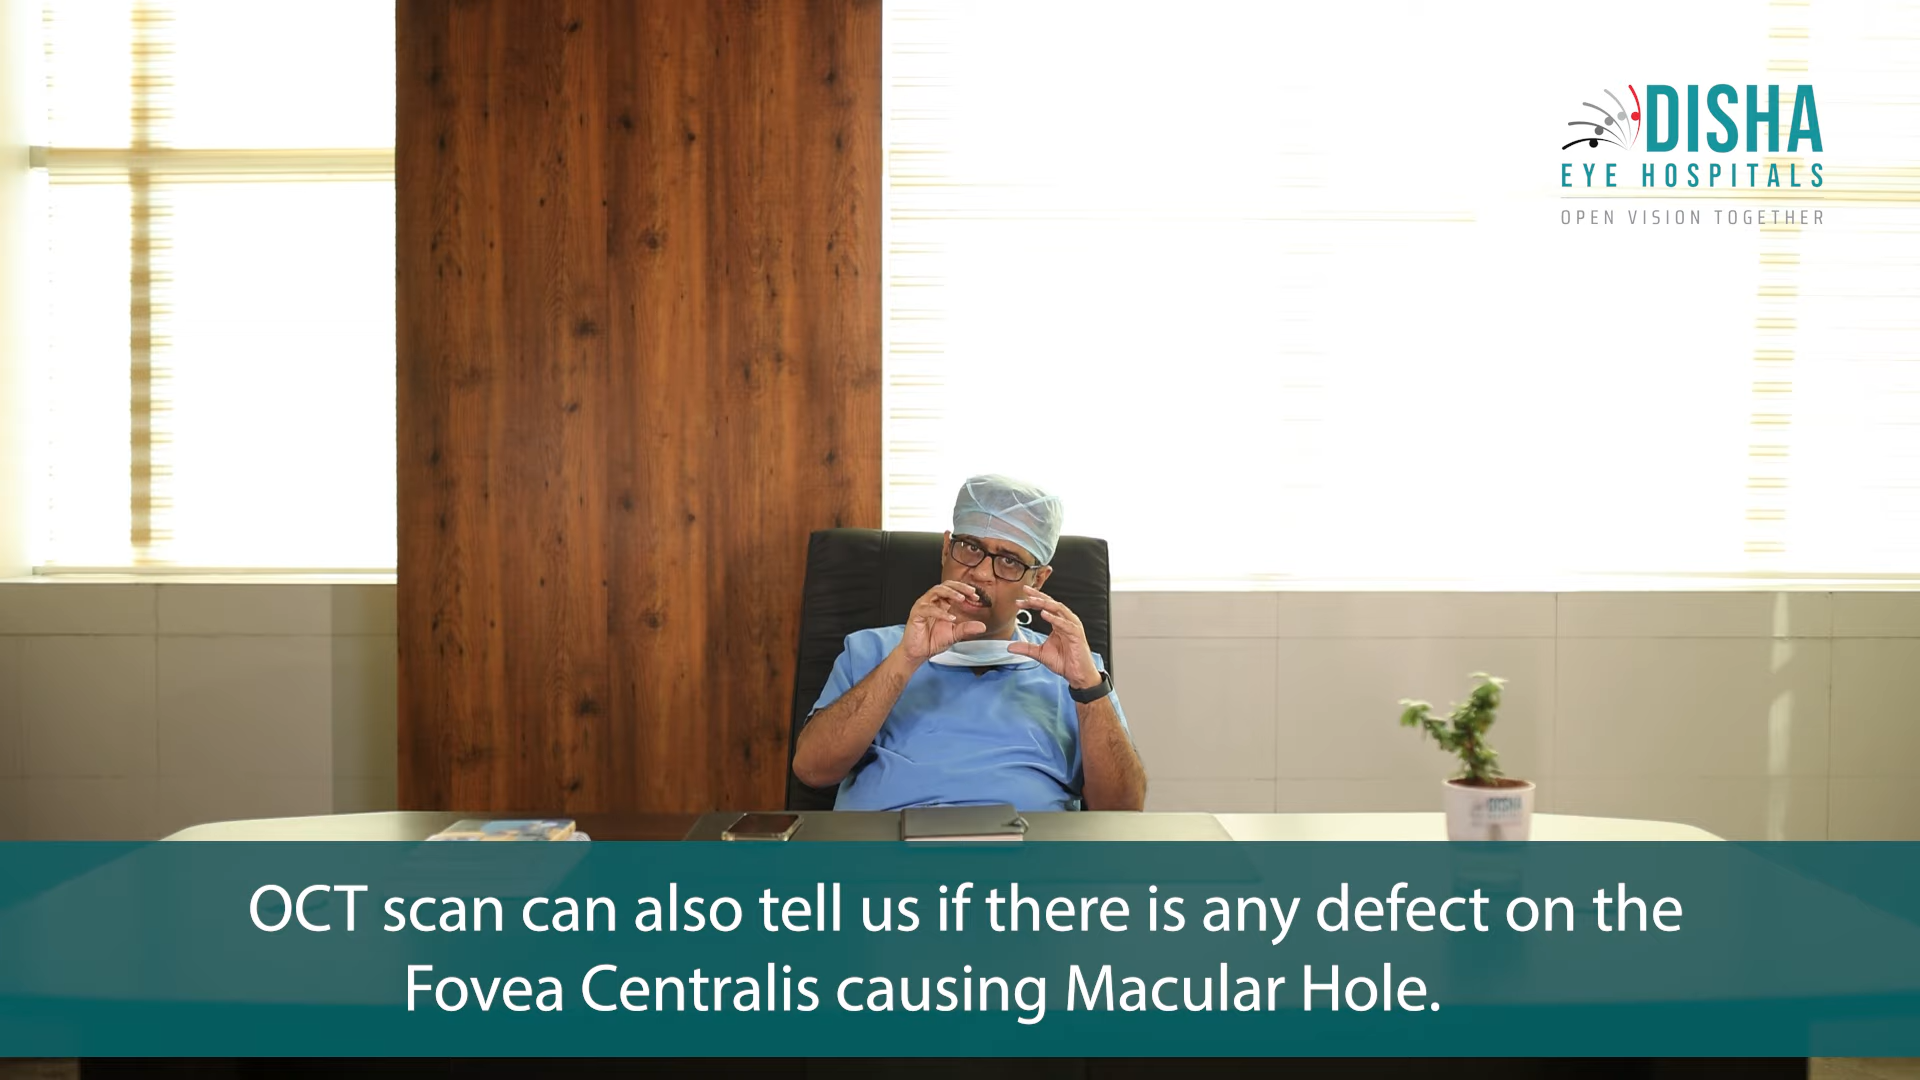 DISHA
EYE HOSPITALS
OPEN VISION TOGETHER
DISHA
OCT scan can also tell us if there is any defect on the
Fovea Centralis causing Macular Hole.